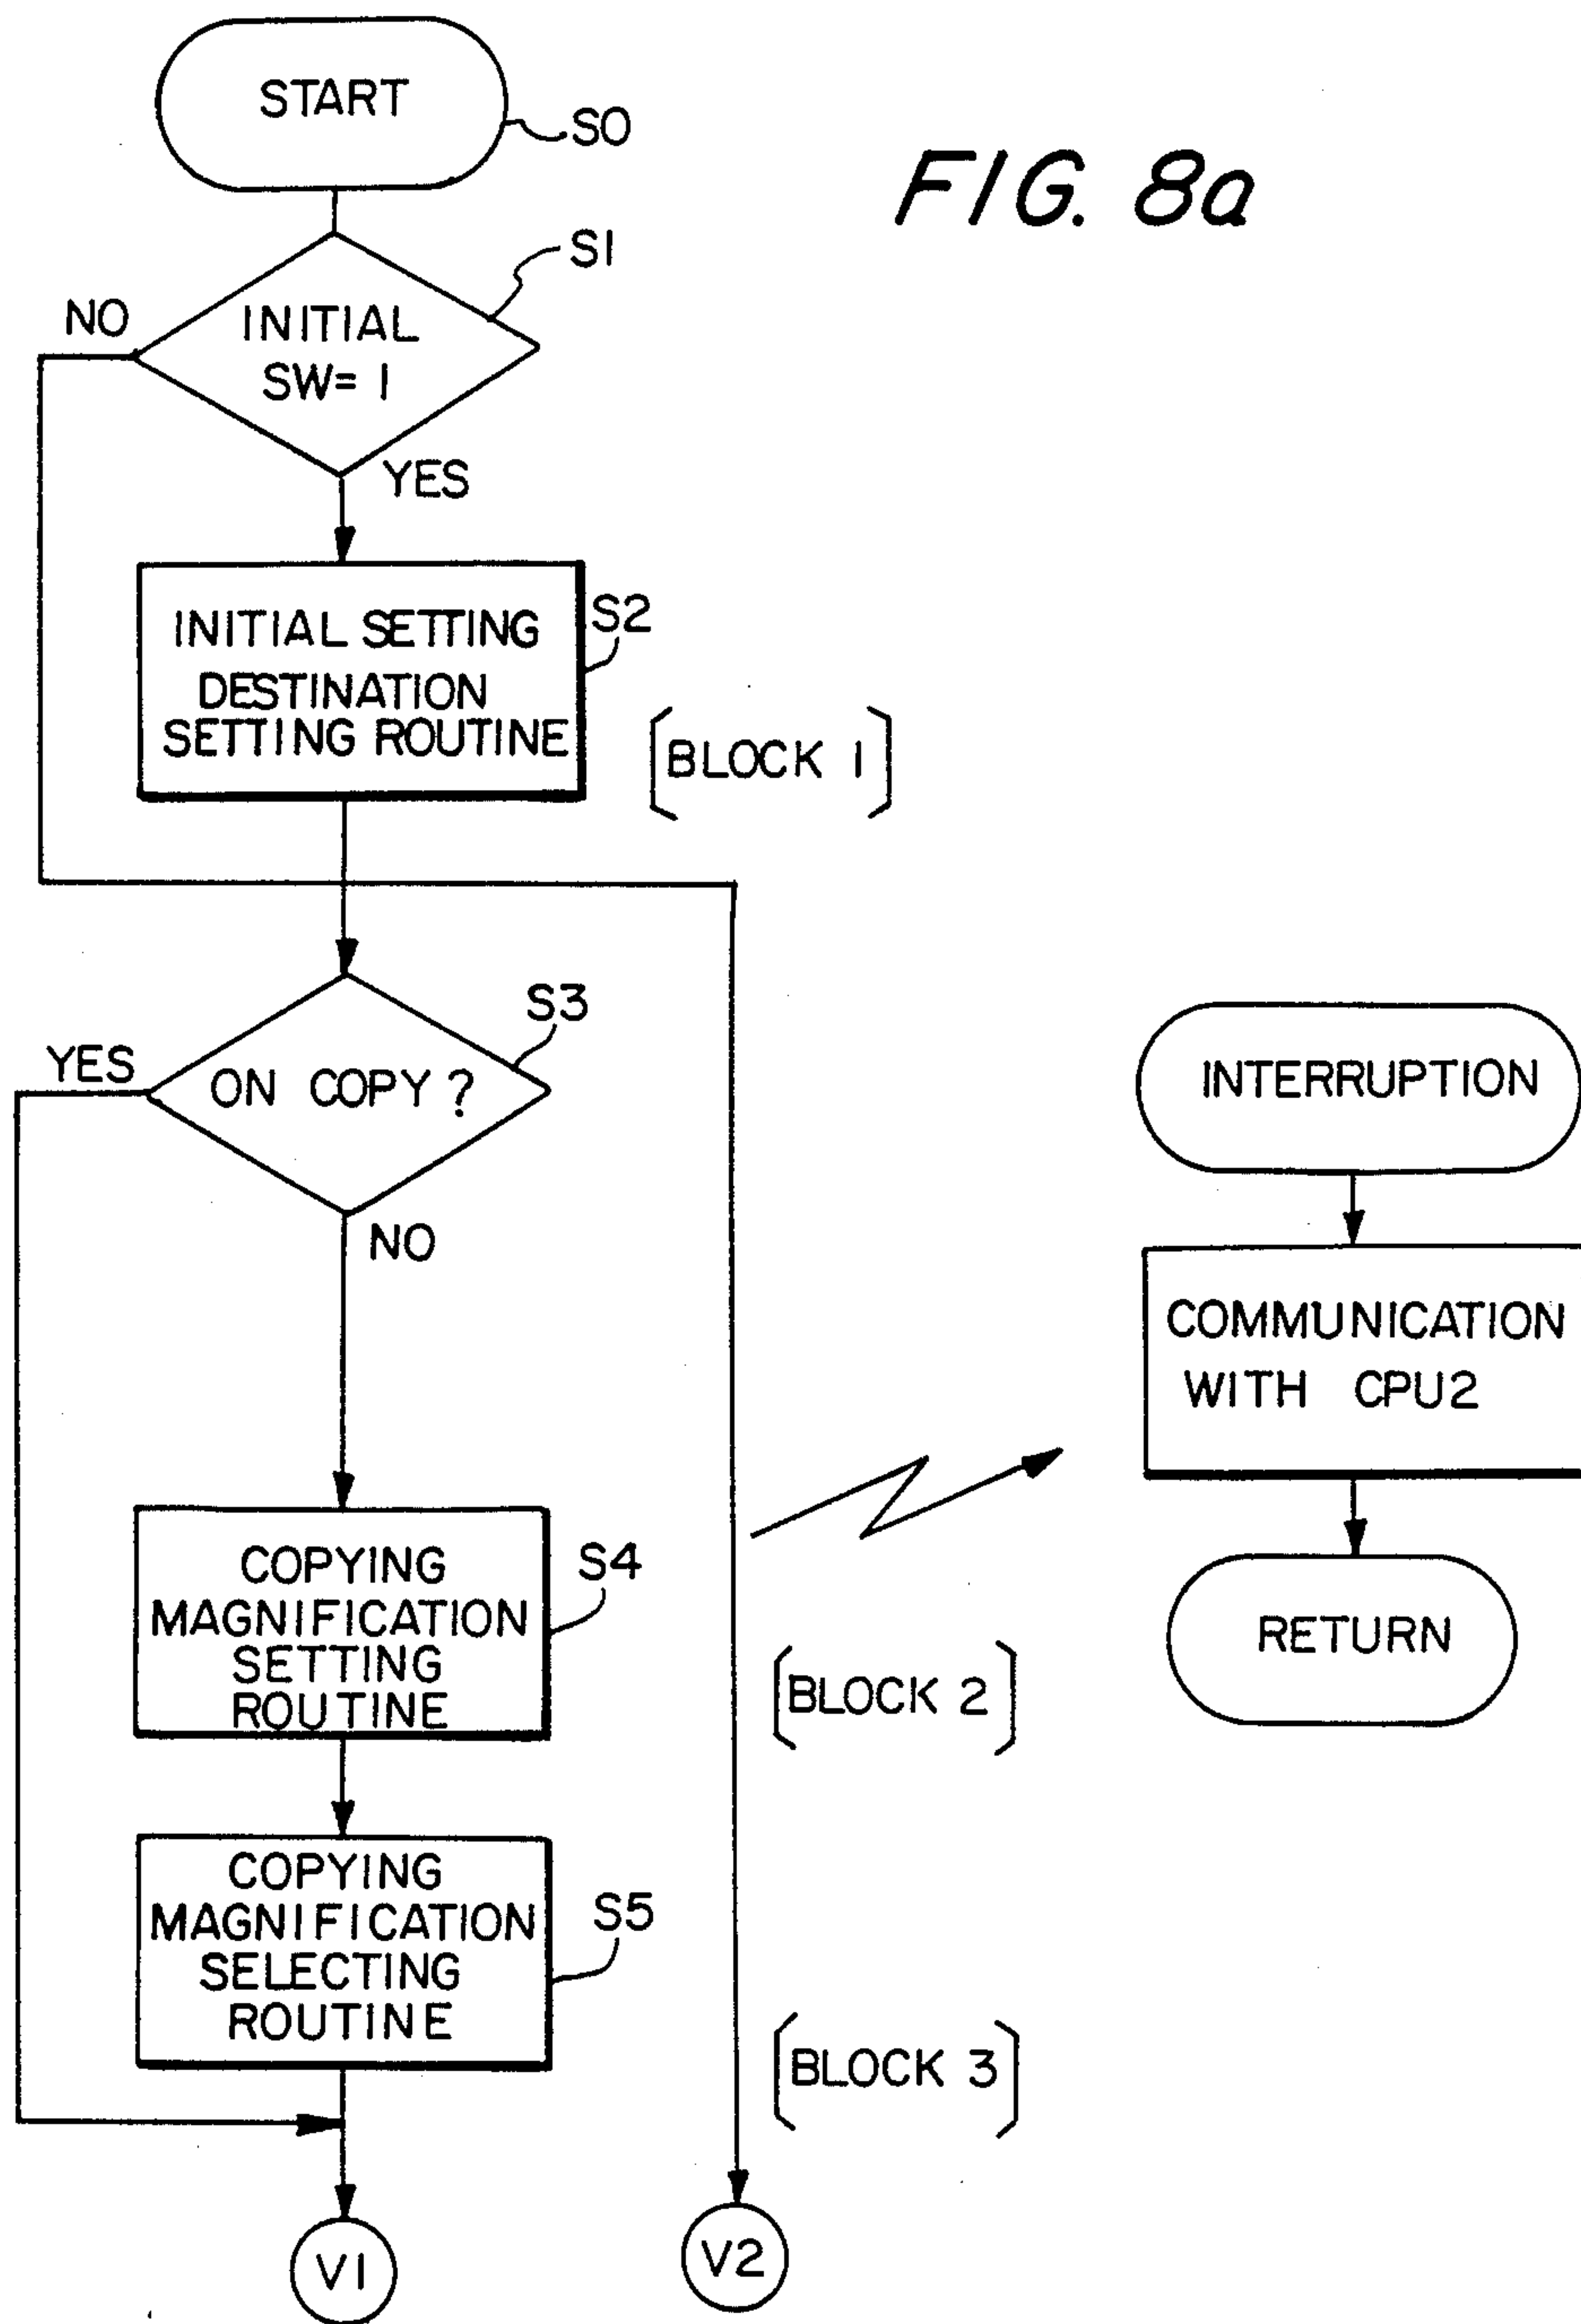 START
S0
FIG. 8a
S1
NO
INITIAL
SW= 1
YES
INITIAL SETTING
DESTINATION
SETTING ROUTINE
S2
[BLOCK 1]
S3
YES
ON COPY?
NO
INTERRUPTION
COMMUNICATION
WITH CPU2
RETURN
COPYING
MAGNIFICATION
SETTING
ROUTINE
S4
[BLOCK 2]
COPYING
MAGNIFICATION
SELECTING
ROUTINE
S5
[BLOCK 3]
V1
V2